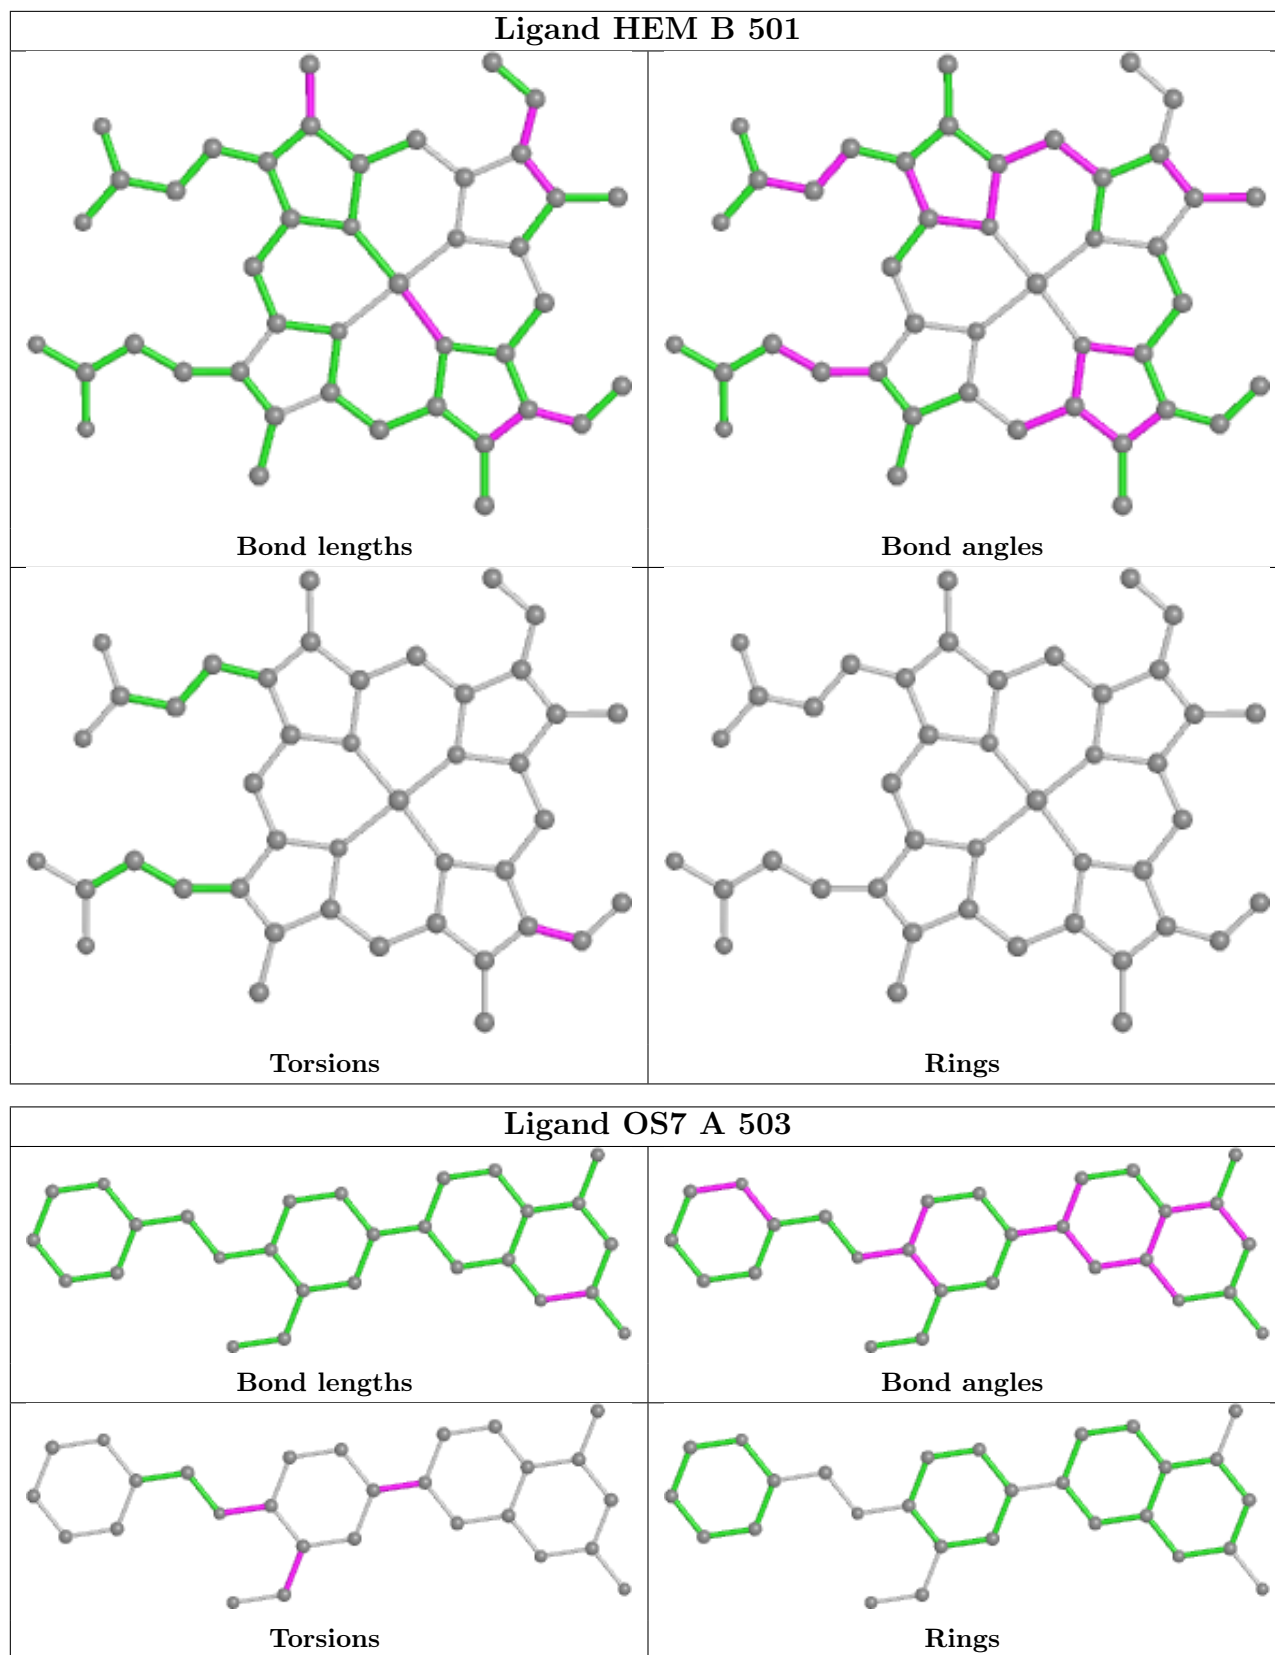 Ligand HEM B 501
Bond lengths
Bond angles
Torsions
Rings
Ligand OS7 A 503
Bond lengths
Bond angles
Torsions
Rings